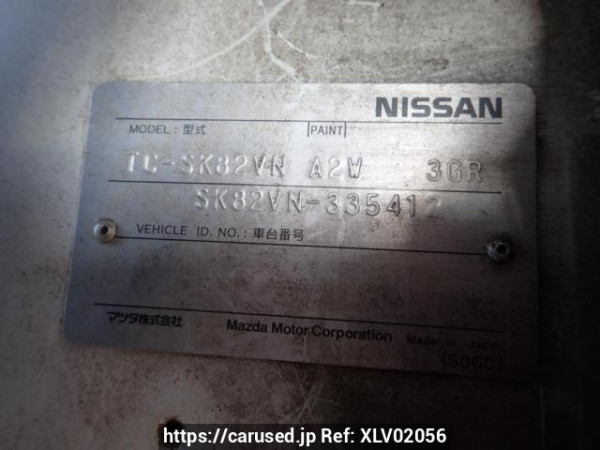 NISSAN
MODEL: 型式 PAINT
TC-SK82VN A2W 3GR
SK82VN-335412
VEHICLE ID. NO.: 車台番号
マツダ株式会社 Mazda Motor Corporation Made in Japan
(S06C)
https://carused.jp Ref: XLV02056